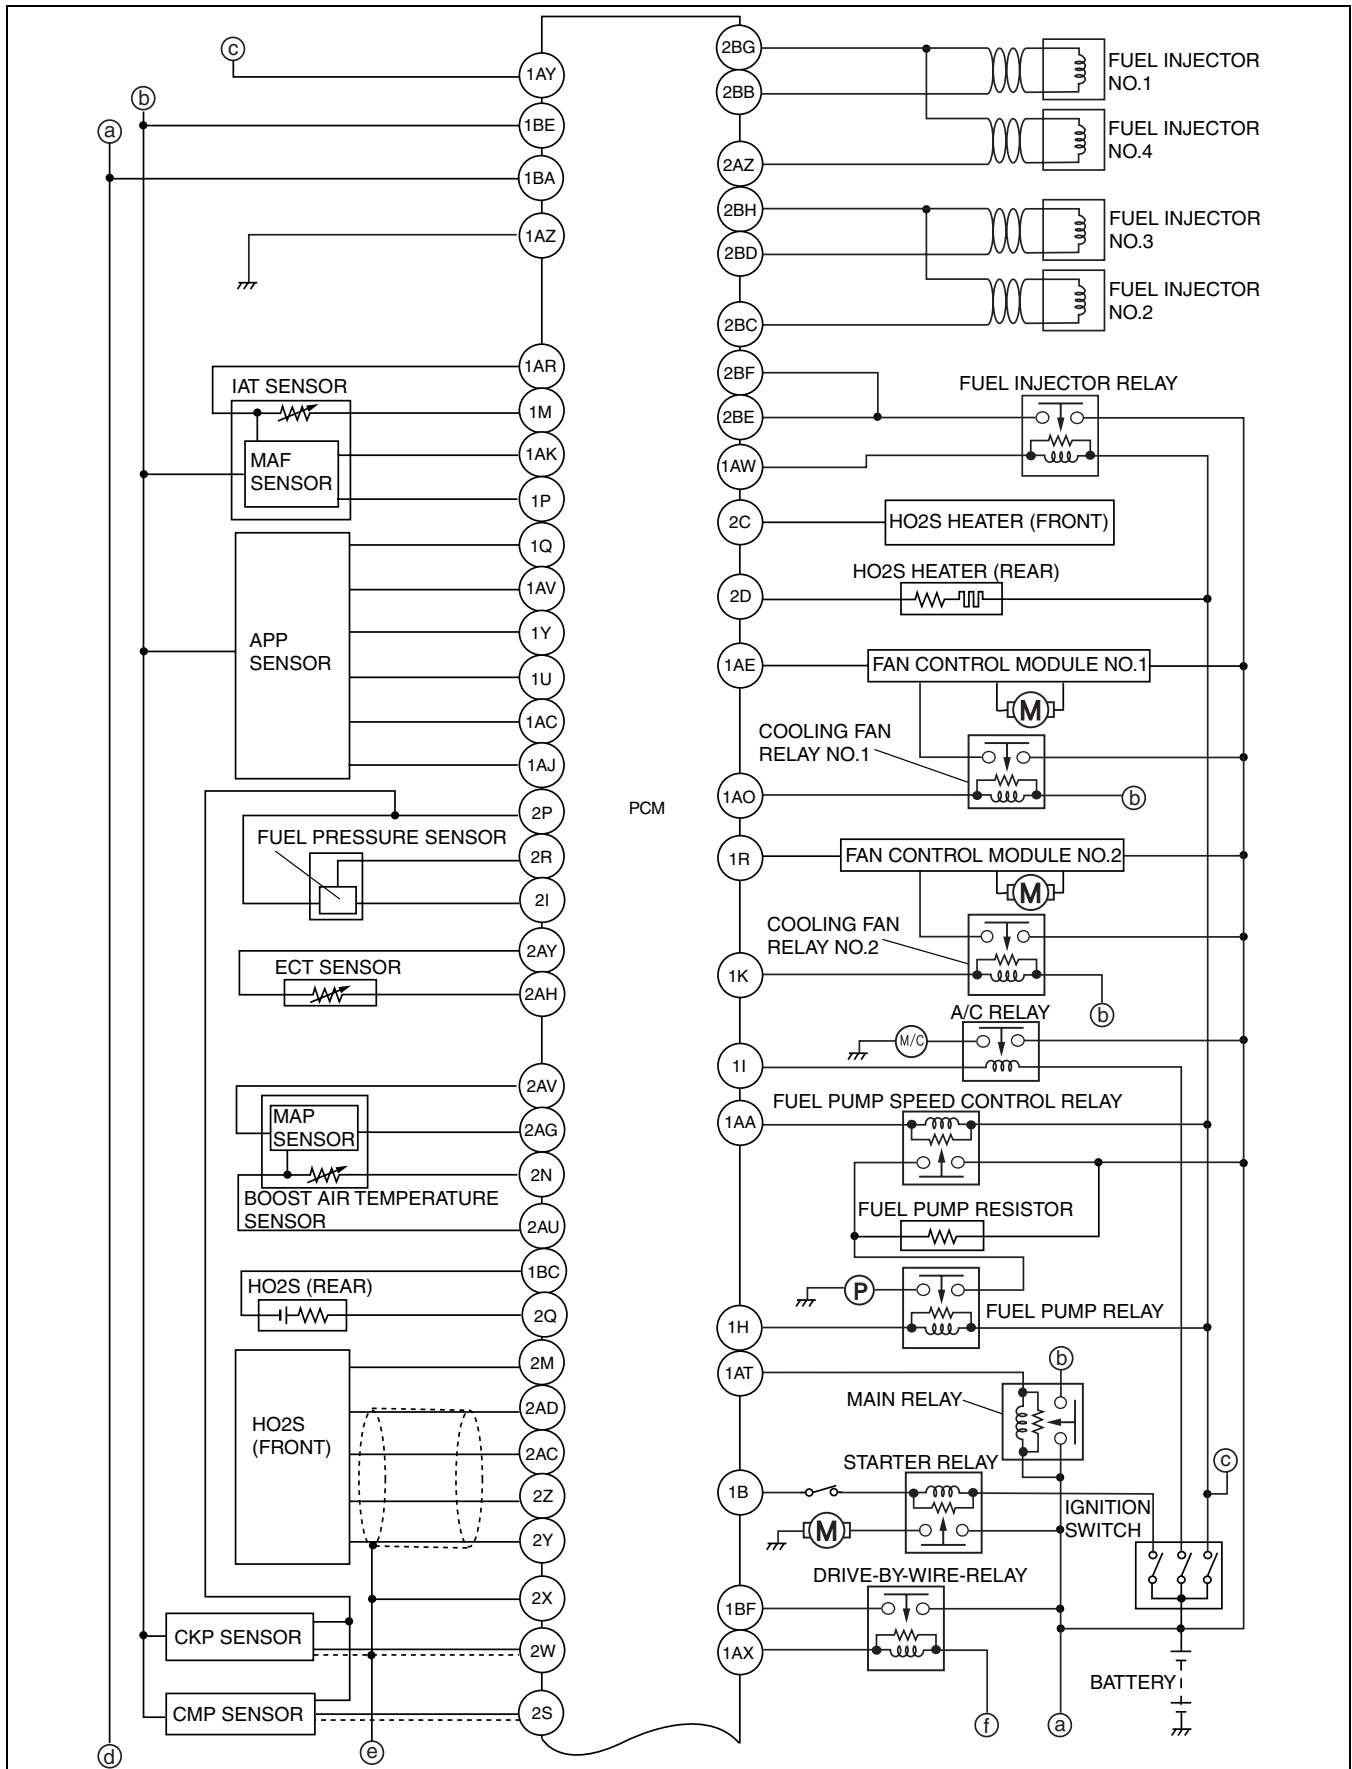 ⓒ
1AY
ⓑ
1BE
ⓐ
1BA
1AZ
1AR
IAT SENSOR
1M
MAF
SENSOR
1AK
1P
1Q
1AV
APP
SENSOR
1Y
1U
1AC
1AJ
2P
FUEL PRESSURE SENSOR
2R
2I
2AY
ECT SENSOR
2AH
2AV
MAP
SENSOR
2AG
2N
BOOST AIR TEMPERATURE
SENSOR
2AU
1BC
HO2S (REAR)
2Q
2M
2AD
HO2S
(FRONT)
2AC
2Z
2Y
2X
CKP SENSOR
2W
CMP SENSOR
2S
ⓓ
ⓔ
PCM
2BG
FUEL INJECTOR
NO.1
2BB
FUEL INJECTOR
NO.4
2AZ
2BH
FUEL INJECTOR
NO.3
2BD
FUEL INJECTOR
NO.2
2BC
2BF
FUEL INJECTOR RELAY
2BE
1AW
2C
HO2S HEATER (FRONT)
HO2S HEATER (REAR)
2D
1AE
FAN CONTROL MODULE NO.1
M
COOLING FAN
RELAY NO.1
1AO
ⓑ
1R
FAN CONTROL MODULE NO.2
M
COOLING FAN
RELAY NO.2
1K
ⓑ
A/C RELAY
M/C
1I
FUEL PUMP SPEED CONTROL RELAY
1AA
FUEL PUMP RESISTOR
P
FUEL PUMP RELAY
1H
1AT
ⓑ
MAIN RELAY
STARTER RELAY
ⓒ
1B
IGNITION
SWITCH
M
DRIVE-BY-WIRE-RELAY
1BF
1AX
BATTERY
ⓕ
ⓐ